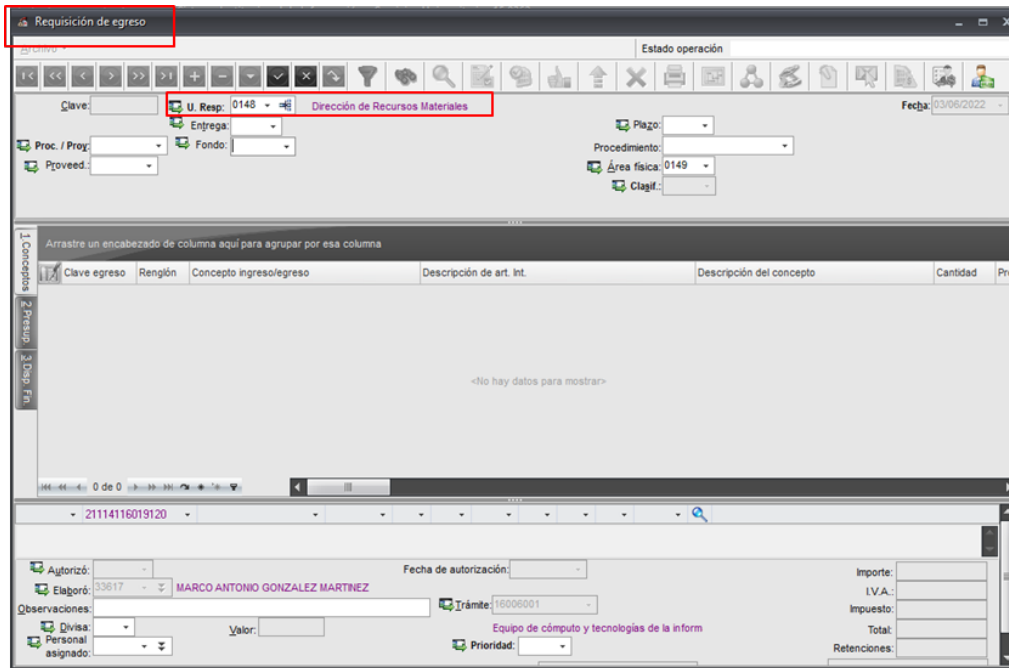 Requisición de egreso
Archivo
Estado operación
Clave:
U. Resp: 0148 Dirección de Recursos Materiales
Fecha: 03/06/2022
Entrega:
Plazo:
Proc. / Proy:
Fondo:
Procedimiento:
Proveed.:
Área física: 0149
Clasif.:
1.Conceptos
2.Presup.
3.Disp. Fin.
Arrastre un encabezado de columna aquí para agrupar por esa columna
Clave egreso Renglón Concepto ingreso/egreso Descripción de art. Int. Descripción del concepto Cantidad Pr
<No hay datos para mostrar>
0 de 0
21114116019120
Autorizó:
Fecha de autorización:
Importe:
Elaboró: 33617 MARCO ANTONIO GONZALEZ MARTINEZ
I.V.A.:
Observaciones:
Trámite: 16006001
Impuesto:
Divisa:
Valor:
Equipo de cómputo y tecnologías de la inform
Total:
Personal asignado:
Prioridad:
Retenciones: